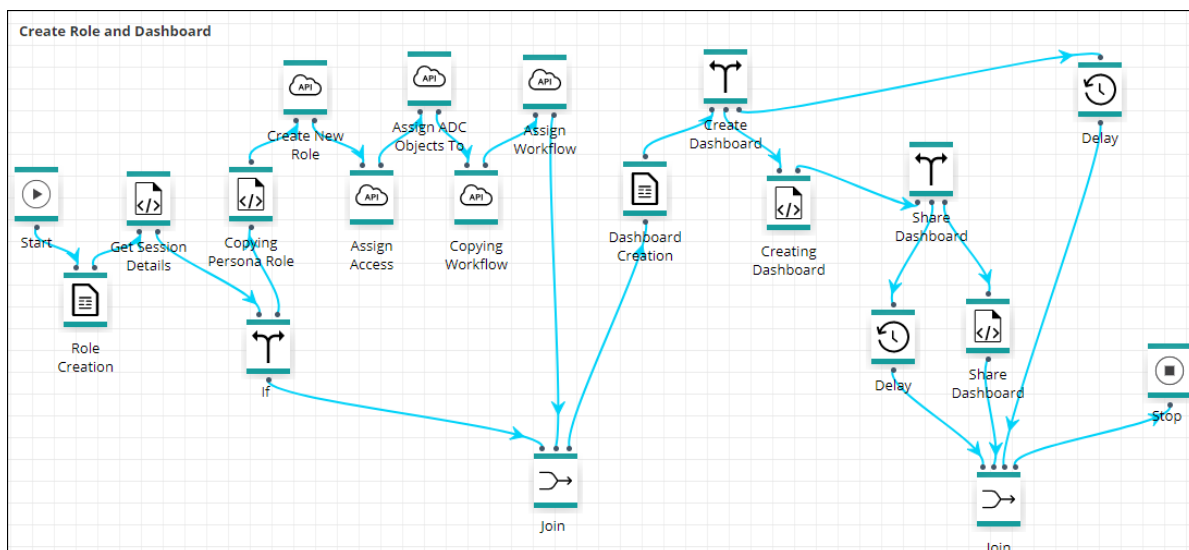 Create Role and Dashboard
API
Create New
Role
API
Assign ADC
Objects To
API
Assign
Workflow
Create
Dashboard
Delay
Start
Get Session
Details
Copying
Persona Role
API
Assign
Access
API
Copying
Workflow
Dashboard
Creation
Creating
Dashboard
Share
Dashboard
Role
Creation
If
Delay
Share
Dashboard
Stop
Join
Join